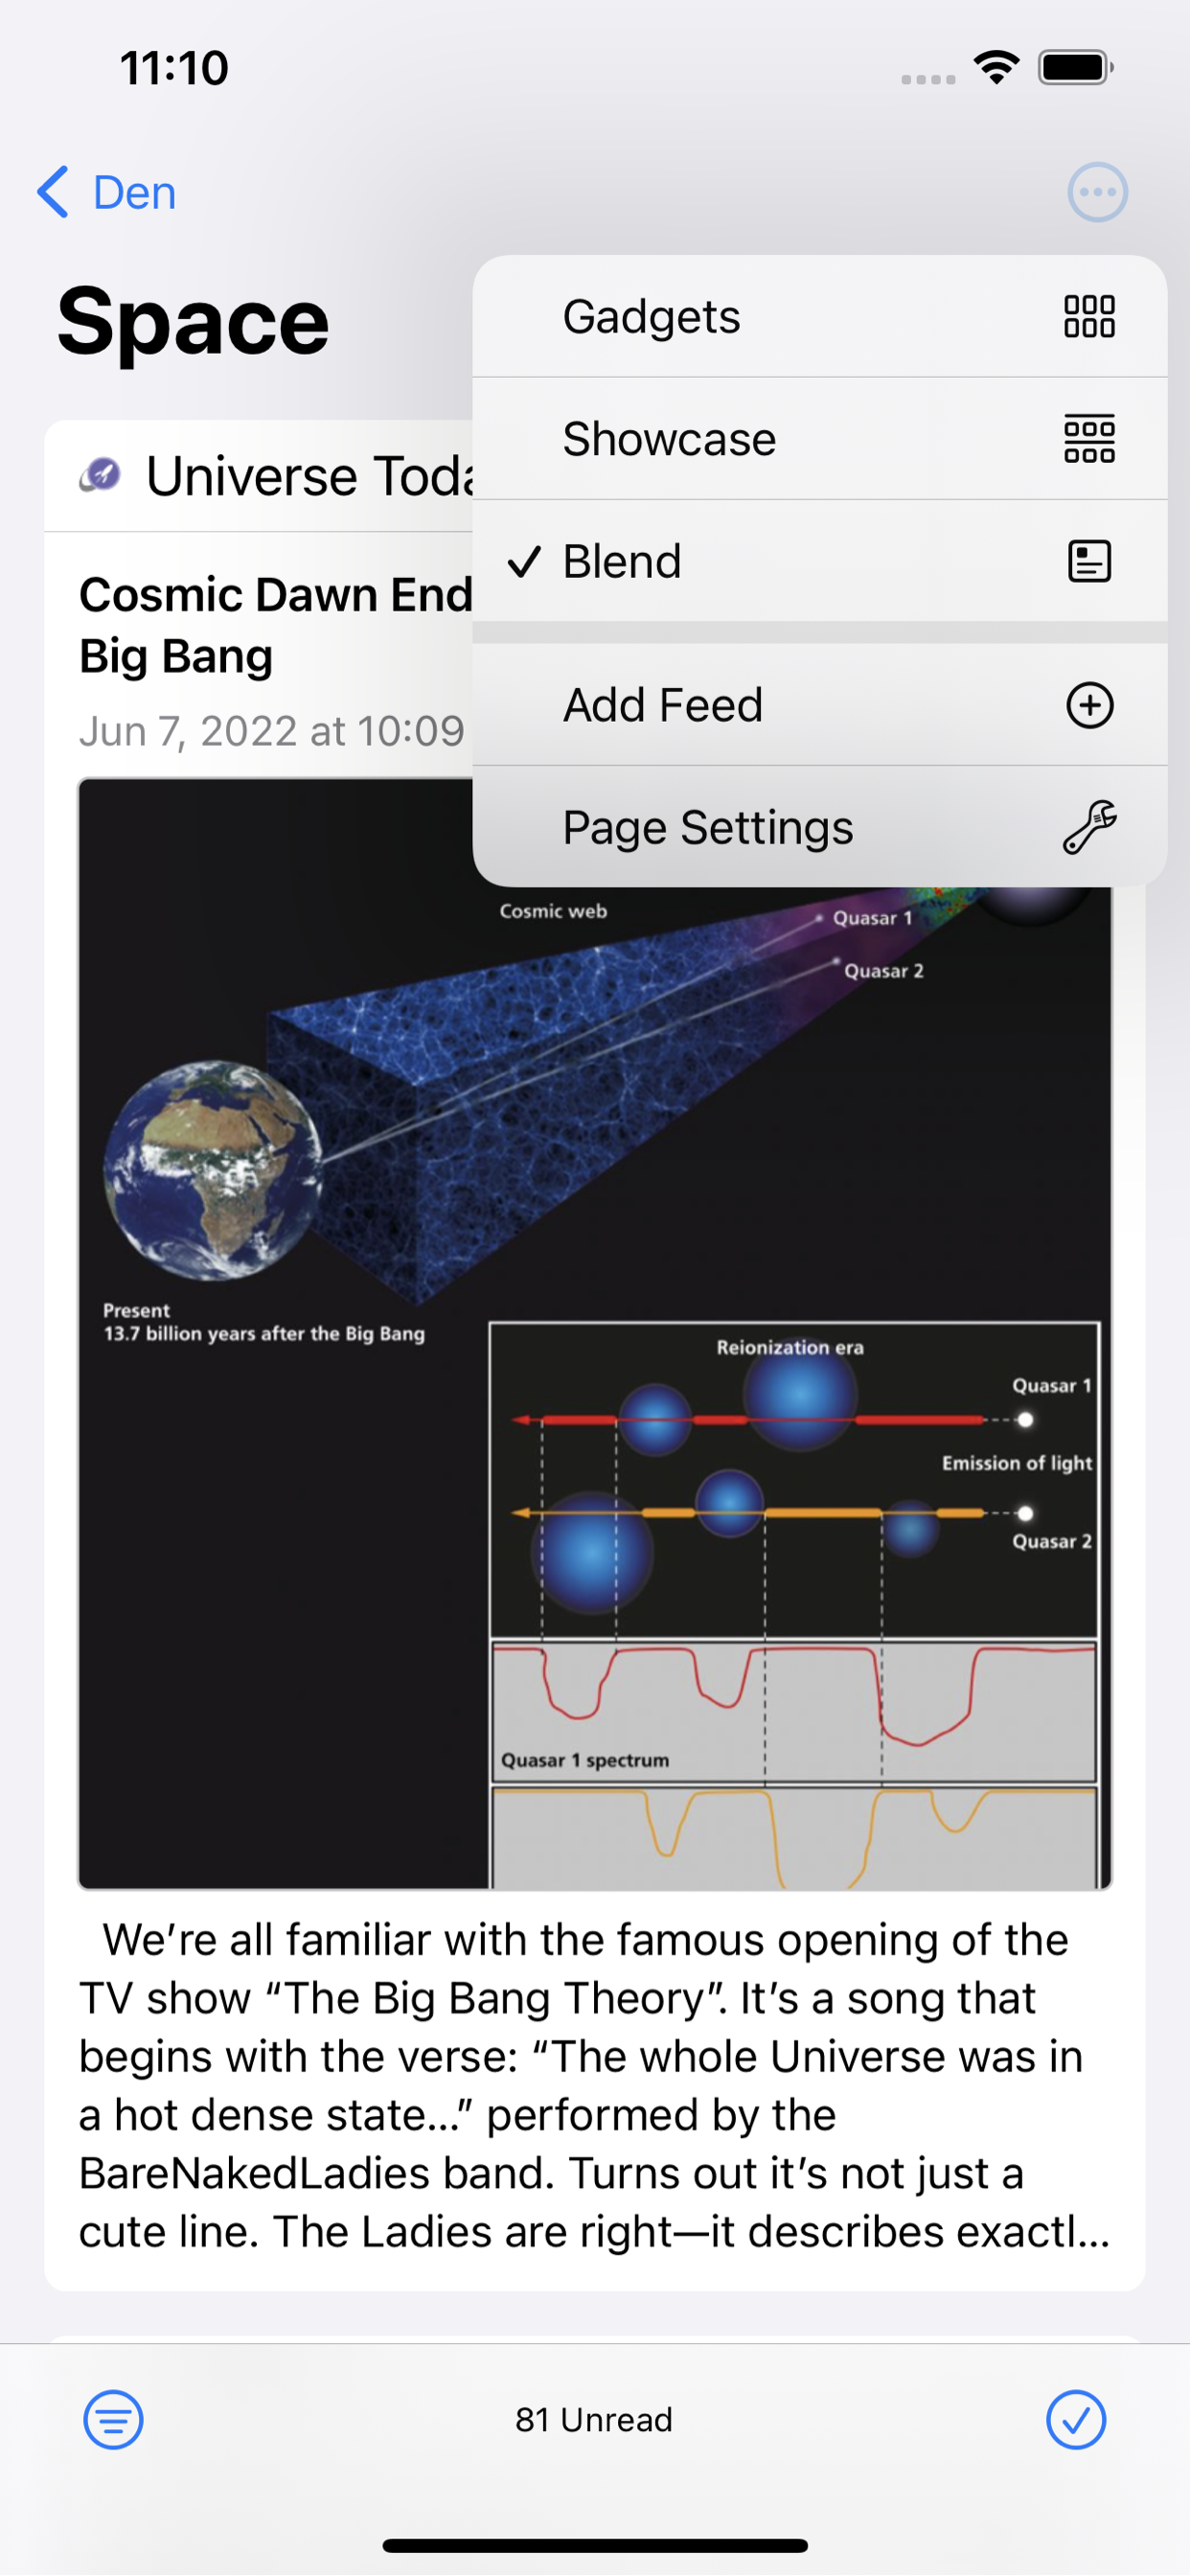 11:10
Den
Space
Gadgets
Showcase
Blend
Add Feed
Page Settings
Universe
Cosmic Dawn
Big Bang
Jun 7, 2022 at 10:09
Cosmic web
Quasar 1
Quasar 2
Present
13.7 billion years after the Big Bang
Reionization era
Quasar 1
Emission of light
Quasar 2
Quasar 1 spectrum
We’re all familiar with the famous opening of the
TV show “The Big Bang Theory”. It’s a song that
begins with the verse: “The whole Universe was in
a hot dense state…” performed by the
BareNakedLadies band. Turns out it’s not just a
cute line. The Ladies are right—it describes exactl...
81 Unread